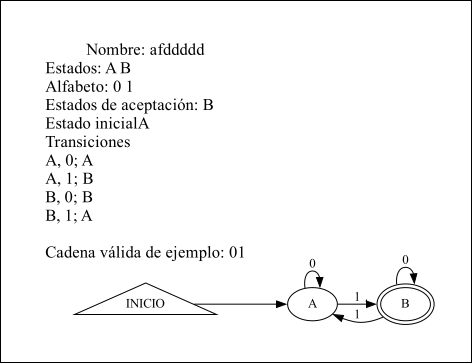 Nombre: afddddd
Estados: A B
Alfabeto: 0 1
Estados de aceptación: B
Estado inicialA
Transiciones
A, 0; A
A, 1; B
B, 0; B
B, 1; A
Cadena válida de ejemplo: 01
0
0
INICIO
A
1
B
1